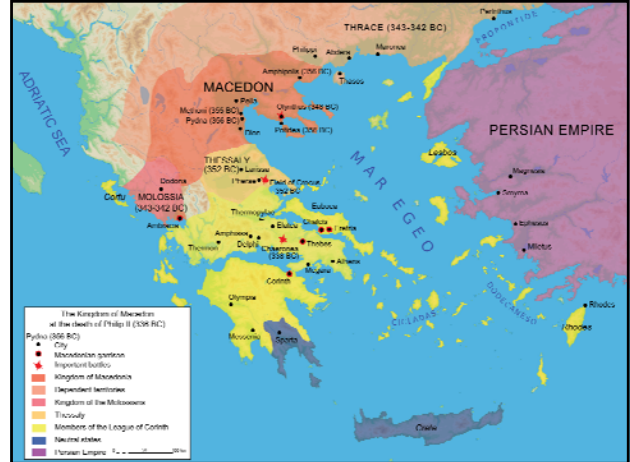 Perinthus
PROPONTIDE
THRACE (343-342 BC)
Philippi
Abdera
Maronea
Amphipolis (356 BC)
Thasos
ADRIATIC SEA
MACEDON
Pella
Methoni (355 BC)
Olynthos (348 BC)
Pydna (356 BC)
Potidea (356 BC)
Dion
PERSIAN EMPIRE
THESSALY
(352 BC)
Larissa
Lesbos
MAR EGEO
Pherae
Field of Crocus
352 BC
Magnesia
Dodona
Corfu
MOLOSSIA
(343-342 BC)
Smyrna
Ambracia
Thermopylae
Euboea
Chalcis
Eretria
Elatea
Ephesus
Amphissa
Delphi
Thermon
Chaeronea
(338 BC)
Thebes
Miletus
Athens
Megara
Corinth
Olympia
DODECANESO
CICLADAS
Rhodes
Rhodes
Messenia
Sparta
Crete
The Kingdom of Macedon
at the death of Philip II (336 BC)
Pydna (356 BC)
City
Macedonian garrison
Important battles
Kingdom of Macedonia
Dependent territories
Kingdom of the Molossians
Thessaly
Members of the League of Corinth
Neutral states
Persian Empire